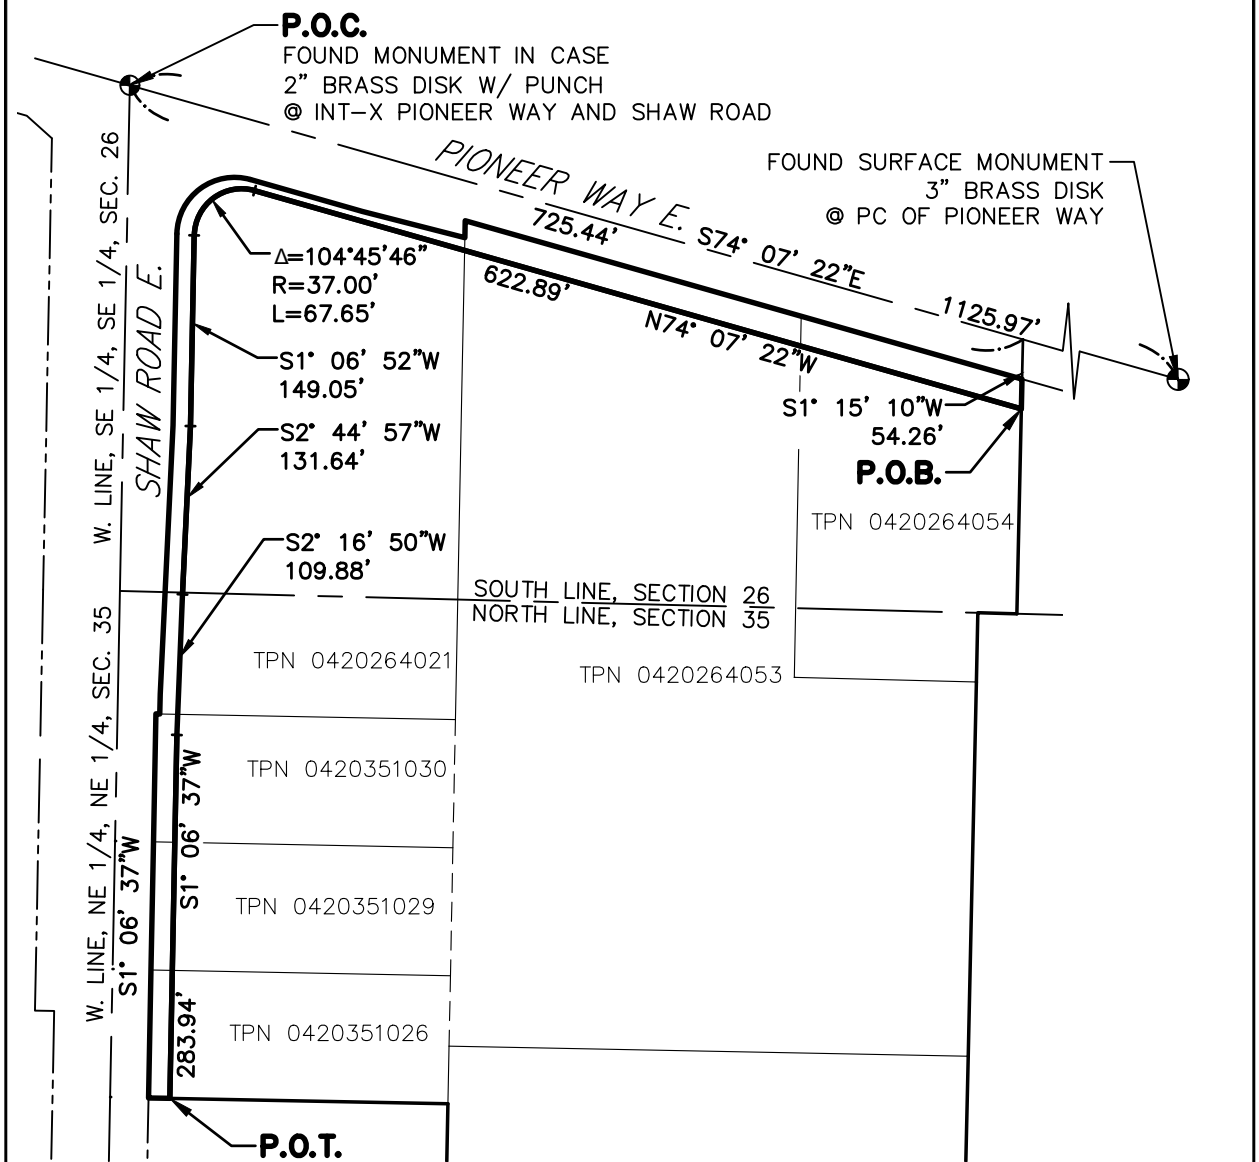 P.O.C.
FOUND MONUMENT IN CASE
2" BRASS DISK W/ PUNCH
@ INT-X PIONEER WAY AND SHAW ROAD
FOUND SURFACE MONUMENT
3" BRASS DISK
@ PC OF PIONEER WAY
PIONEER WAY E.
725.44'
S74° 07' 22"E
1125.97'
622.89'
N74° 07' 22"W
Δ=104°45'46"
R=37.00'
L=67.65'
S1° 06' 52"W
149.05'
S2° 44' 57"W
131.64'
S2° 16' 50"W
109.88'
S1° 15' 10"W
54.26'
P.O.B.
TPN 0420264054
SOUTH LINE, SECTION 26
NORTH LINE, SECTION 35
TPN 0420264021
TPN 0420264053
TPN 0420351030
TPN 0420351029
TPN 0420351026
W. LINE, SE 1/4, SE 1/4, SEC. 26
SHAW ROAD E.
W. LINE, NE 1/4, NE 1/4, SEC. 35
S1° 06' 37"W
S1° 06' 37"W
283.94'
P.O.T.